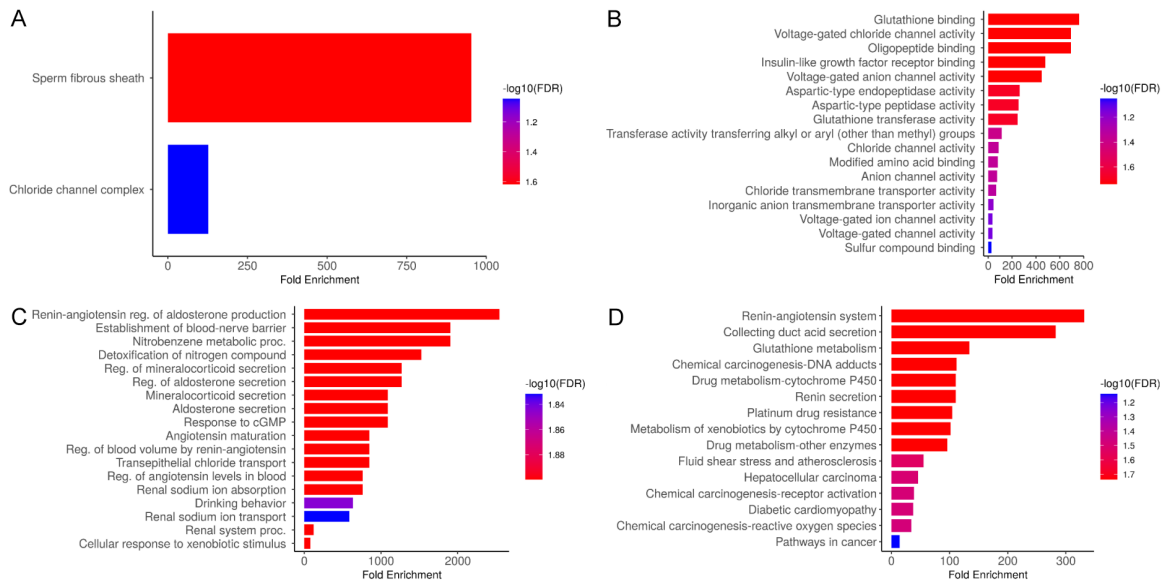 A
Sperm fibrous sheath
Chloride channel complex
0
250
500
750
1000
Fold Enrichment
-log10(FDR)
1.2
1.4
1.6
B
Glutathione binding
Voltage-gated chloride channel activity
Oligopeptide binding
Insulin-like growth factor receptor binding
Voltage-gated anion channel activity
Aspartic-type endopeptidase activity
Aspartic-type peptidase activity
Glutathione transferase activity
Transferase activity transferring alkyl or aryl (other than methyl) groups
Chloride channel activity
Modified amino acid binding
Anion channel activity
Chloride transmembrane transporter activity
Inorganic anion transmembrane transporter activity
Voltage-gated ion channel activity
Voltage-gated channel activity
Sulfur compound binding
0 200 400 600 800
Fold Enrichment
-log10(FDR)
1.2
1.4
1.6
C
Renin-angiotensin reg. of aldosterone production
Establishment of blood-nerve barrier
Nitrobenzene metabolic proc.
Detoxification of nitrogen compound
Reg. of mineralocorticoid secretion
Reg. of aldosterone secretion
Mineralocorticoid secretion
Aldosterone secretion
Response to cGMP
Angiotensin maturation
Reg. of blood volume by renin-angiotensin
Transepithelial chloride transport
Reg. of angiotensin levels in blood
Renal sodium ion absorption
Drinking behavior
Renal sodium ion transport
Renal system proc.
Cellular response to xenobiotic stimulus
0 1000 2000
Fold Enrichment
-log10(FDR)
1.84
1.86
1.88
D
Renin-angiotensin system
Collecting duct acid secretion
Glutathione metabolism
Chemical carcinogenesis-DNA adducts
Drug metabolism-cytochrome P450
Renin secretion
Platinum drug resistance
Metabolism of xenobiotics by cytochrome P450
Drug metabolism-other enzymes
Fluid shear stress and atherosclerosis
Hepatocellular carcinoma
Chemical carcinogenesis-receptor activation
Diabetic cardiomyopathy
Chemical carcinogenesis-reactive oxygen species
Pathways in cancer
0 100 200 300
Fold Enrichment
-log10(FDR)
1.2
1.3
1.4
1.5
1.6
1.7